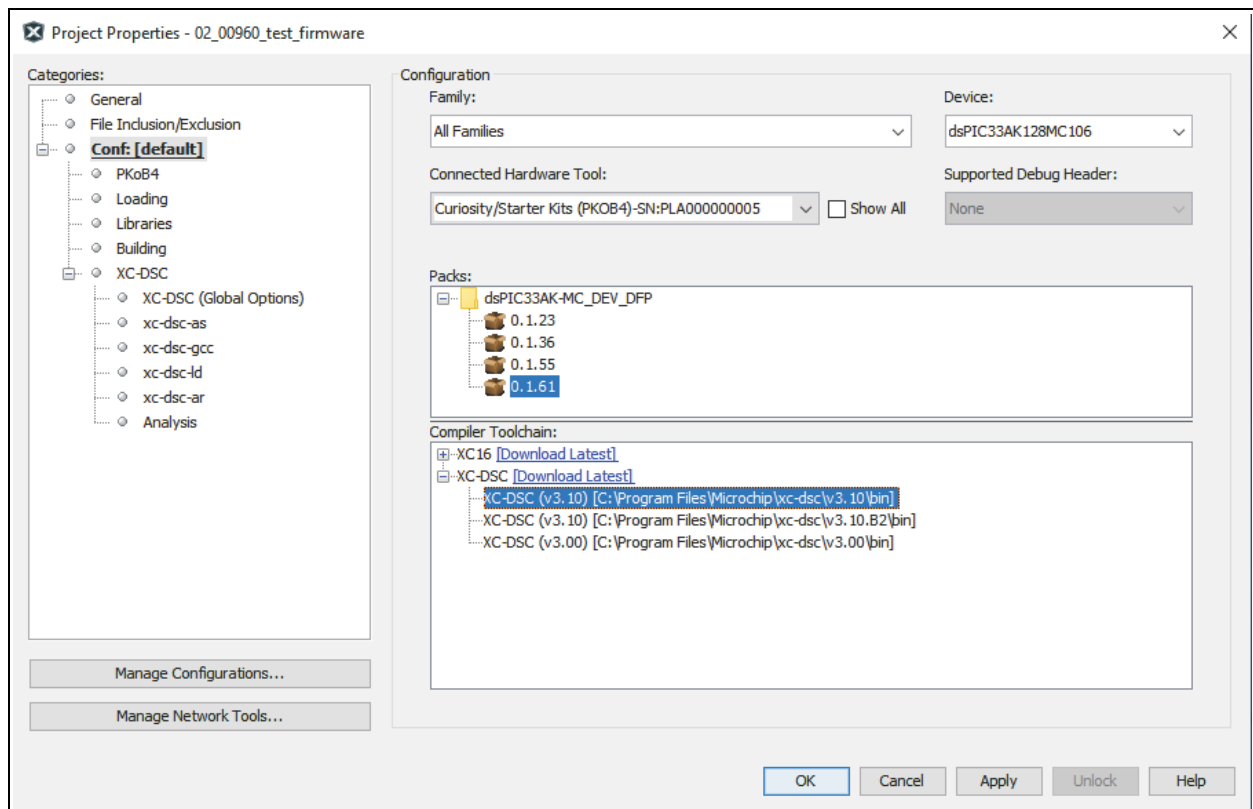 Project Properties - 02_00960_test_firmware
Categories:
General
File Inclusion/Exclusion
Conf: [default]
PKoB4
Loading
Libraries
Building
XC-DSC
XC-DSC (Global Options)
xc-dsc-as
xc-dsc-gcc
xc-dsc-ld
xc-dsc-ar
Analysis
Manage Configurations...
Manage Network Tools...
Configuration
Family:
All Families
Device:
dsPIC33AK128MC106
Connected Hardware Tool:
Curiosity/Starter Kits (PKOB4)-SN:PLA000000005
Show All
Supported Debug Header:
None
Packs:
dsPIC33AK-MC_DEV_DFP
0.1.23
0.1.36
0.1.55
0.1.61
Compiler Toolchain:
XC16 [Download Latest]
XC-DSC [Download Latest]
XC-DSC (v3.10) [C:\Program Files\Microchip\xc-dsc\v3.10\bin]
XC-DSC (v3.10) [C:\Program Files\Microchip\xc-dsc\v3.10.B2\bin]
XC-DSC (v3.00) [C:\Program Files\Microchip\xc-dsc\v3.00\bin]
OK
Cancel
Apply
Unlock
Help